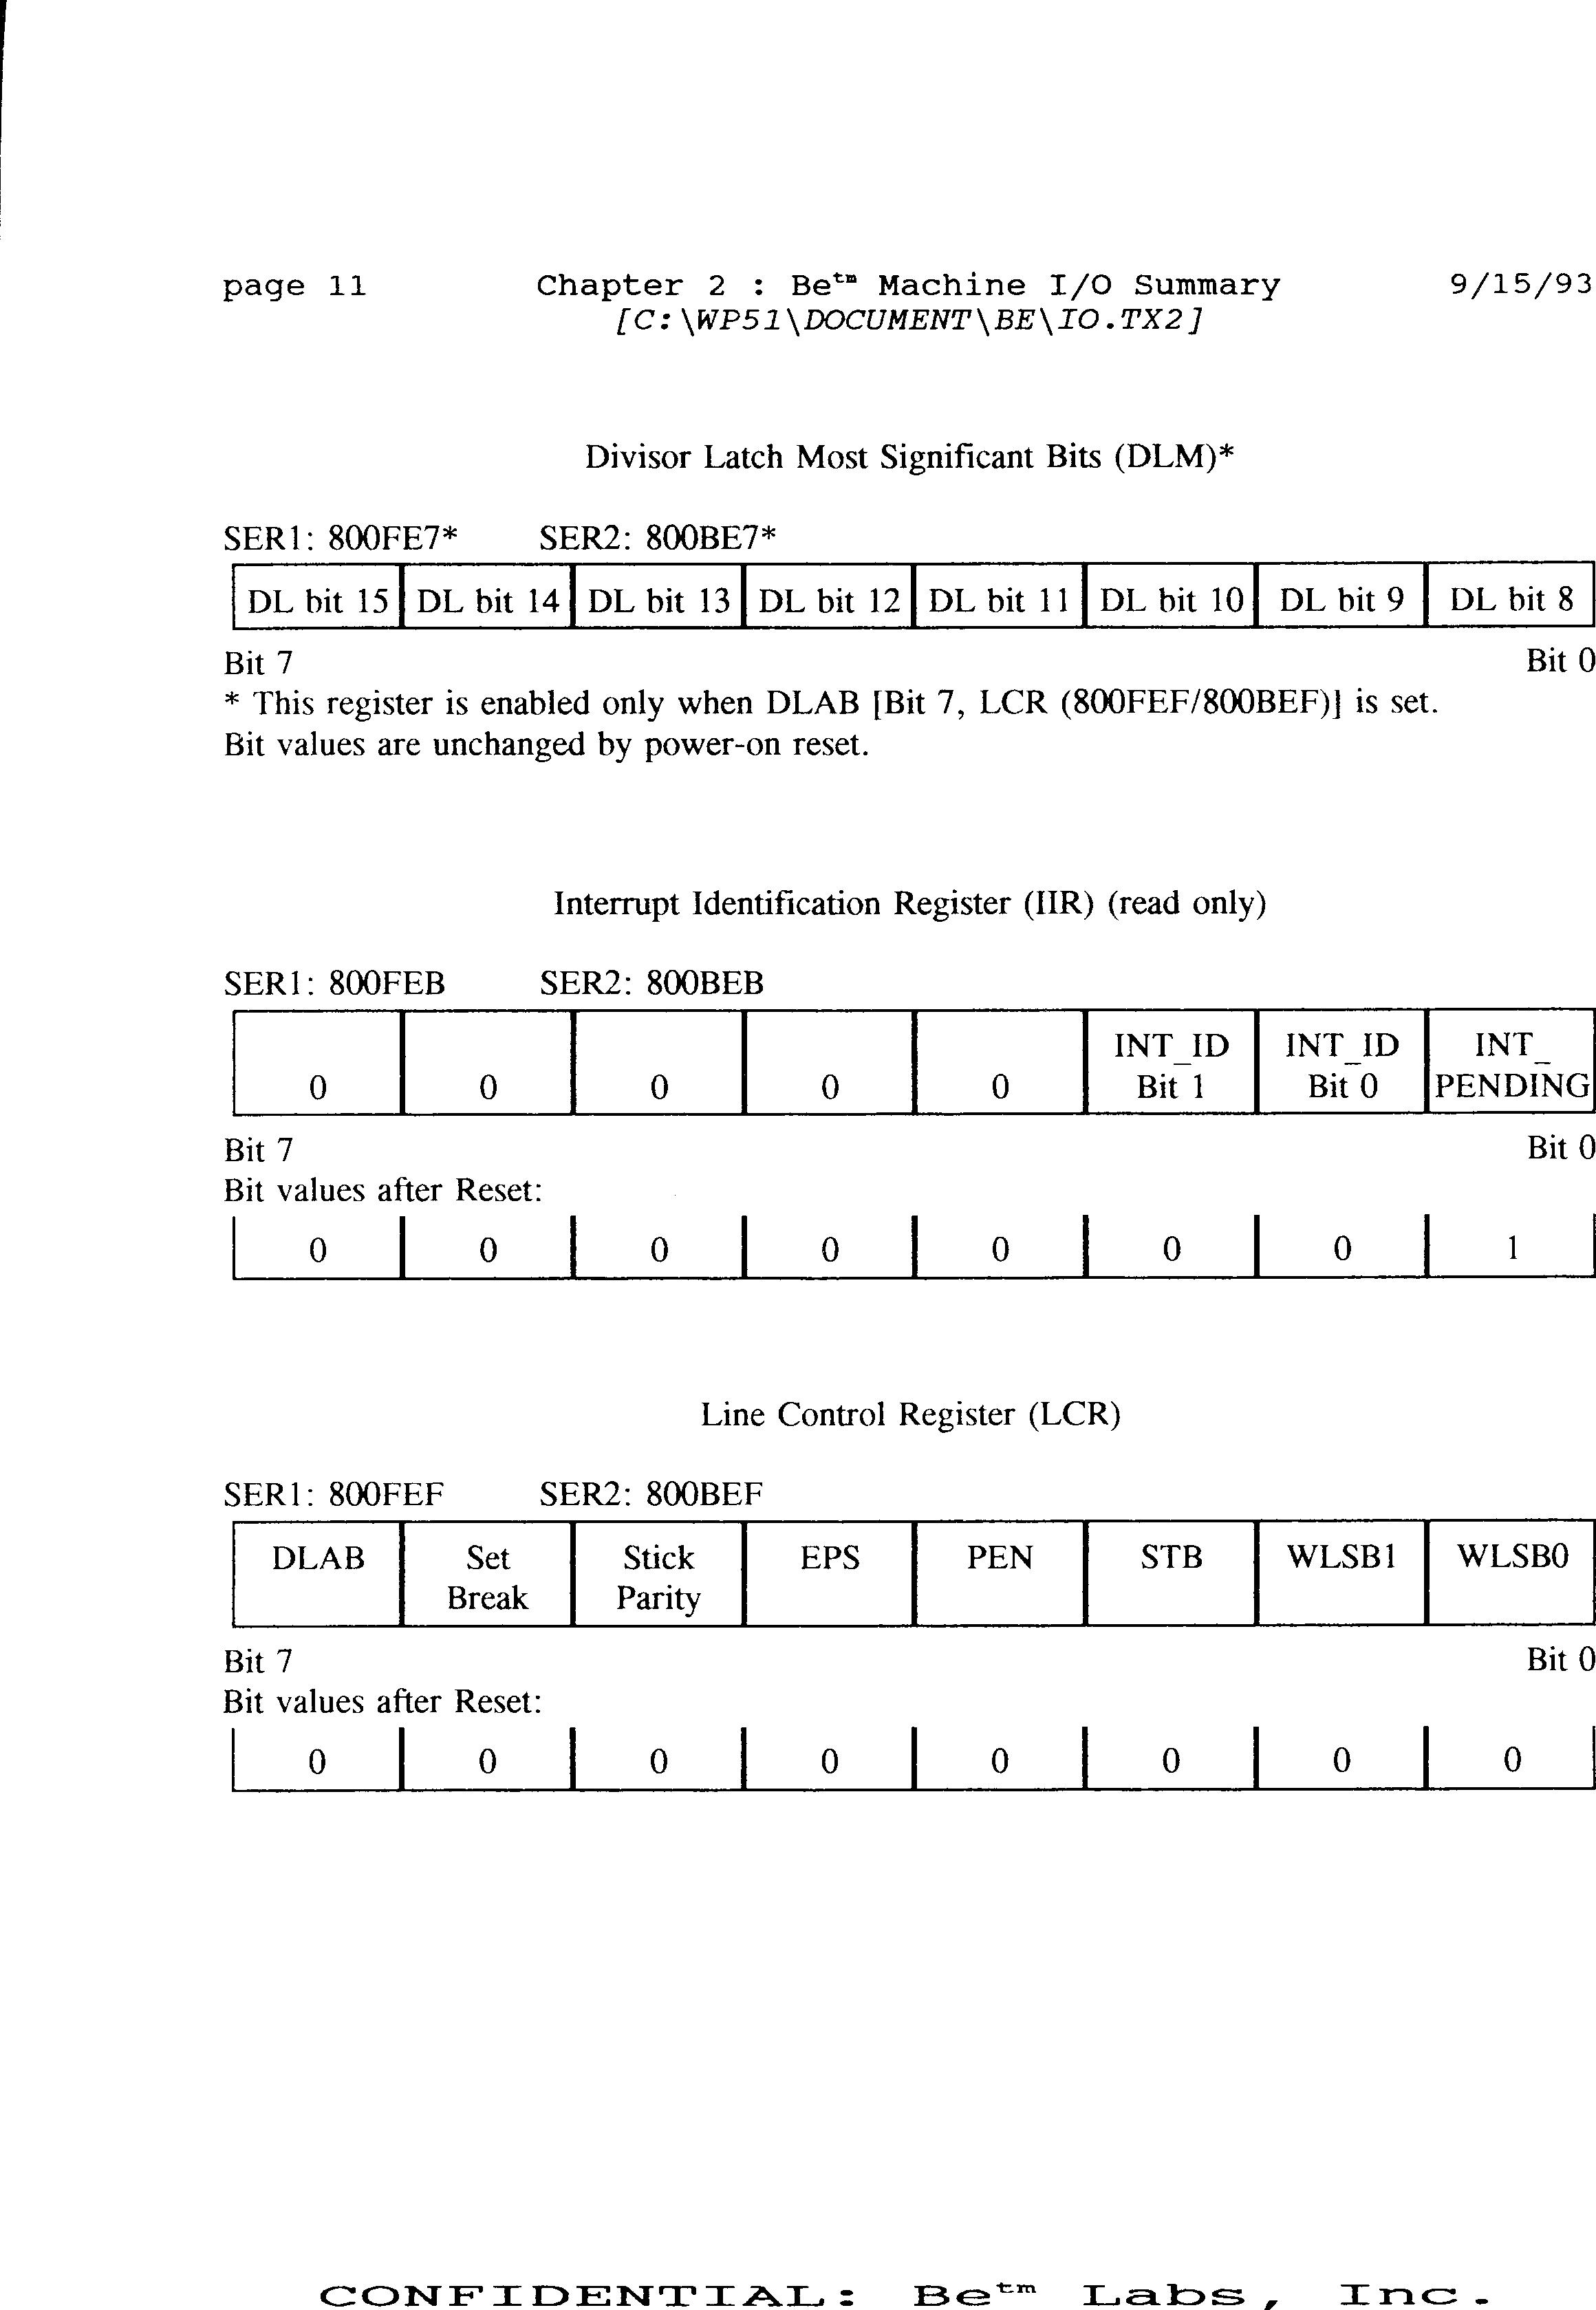 page 11 Chapter 2 : Be™ Machine I/O Summary 9/15/93
[C:\WP51\DOCUMENT\BE\IO.TX2]
Divisor Latch Most Significant Bits (DLM)*
SER1: 800FE7* SER2: 800BE7*
DL bit 15 DL bit 14 DL bit 13 DL bit 12 DL bit 11 DL bit 10 DL bit 9 DL bit 8
Bit 7 Bit 0
* This register is enabled only when DLAB [Bit 7, LCR (800FEF/800BEF)] is set.
Bit values are unchanged by power-on reset.
Interrupt Identification Register (IIR) (read only)
SER1: 800FEB SER2: 800BEB
INT_ID INT_ID INT_
0 0 0 0 0 Bit 1 Bit 0 PENDING
Bit 7 Bit 0
Bit values after Reset:
0 0 0 0 0 0 0 1
Line Control Register (LCR)
SER1: 800FEF SER2: 800BEF
DLAB Set Stick EPS PEN STB WLSB1 WLSB0
Break Parity
Bit 7 Bit 0
Bit values after Reset:
0 0 0 0 0 0 0 0
CONFIDENTIAL: Be™ Labs, Inc.